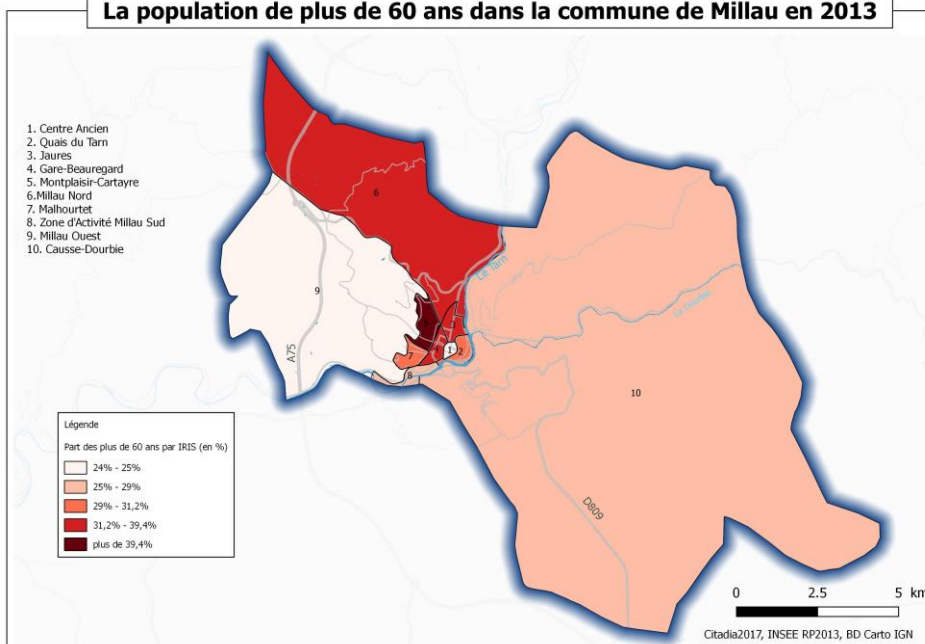 La population de plus de 60 ans dans la commune de Millau en 2013
1. Centre Ancien
2. Quais du Tarn
3. Jaures
4. Gare-Beauregard
5. Montplaisir-Cartayre
6.Millau Nord
7. Malhourtet
8. Zone d'Activité Millau Sud
9. Millau Ouest
10. Causse-Dourbie
6
Le Tarn
La Dourbie
9
A75
3
1
2
7
8
10
D809
Légende
Part des plus de 60 ans par IRIS (en %)
24% - 25%
25% - 29%
29% - 31,2%
31,2% - 39,4%
plus de 39,4%
0 2.5 5 km
Citadia2017, INSEE RP2013, BD Carto IGN